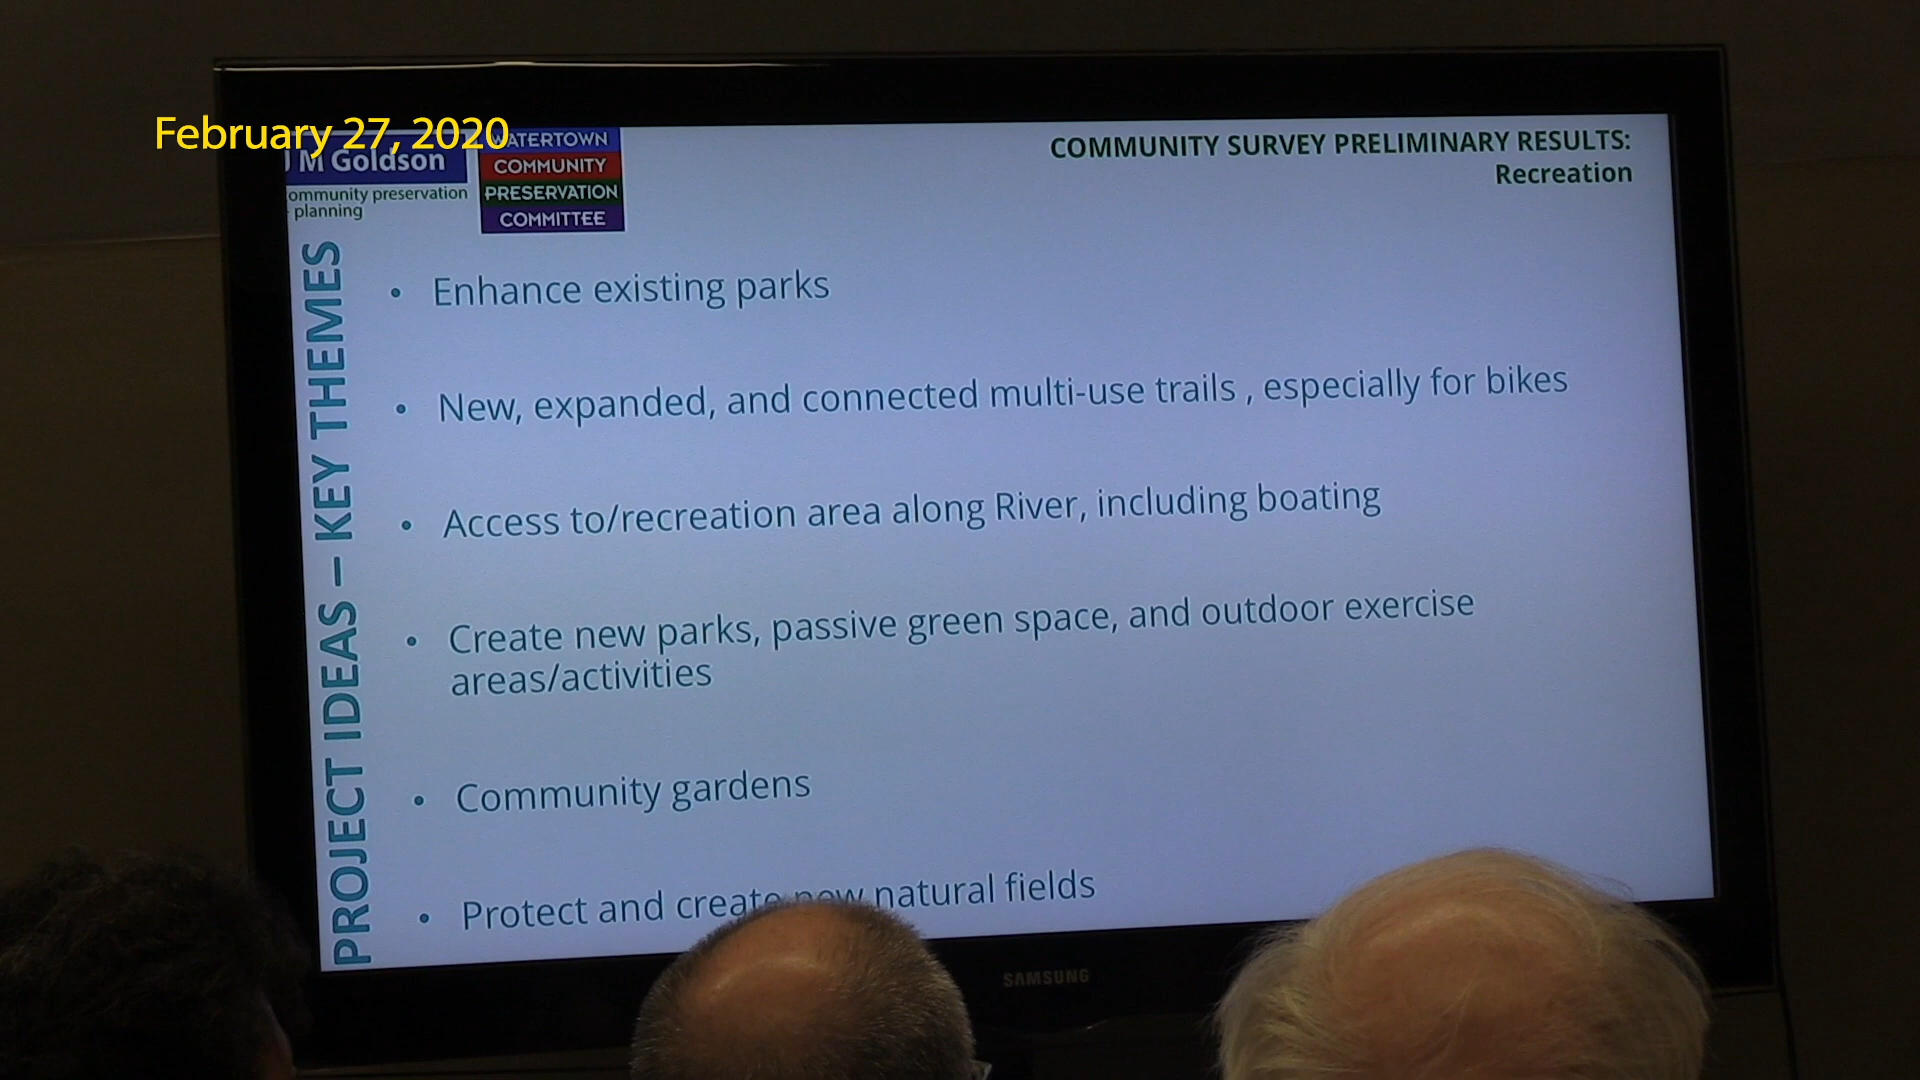 February 27, 2020
J M Goldson
ommunity preservation
planning
WATERTOWN
COMMUNITY
PRESERVATION
COMMITTEE
COMMUNITY SURVEY PRELIMINARY RESULTS:
Recreation
PROJECT IDEAS – KEY THEMES
• Enhance existing parks
• New, expanded, and connected multi-use trails , especially for bikes
• Access to/recreation area along River, including boating
• Create new parks, passive green space, and outdoor exercise
areas/activities
• Community gardens
• Protect and create new natural fields
SAMSUNG